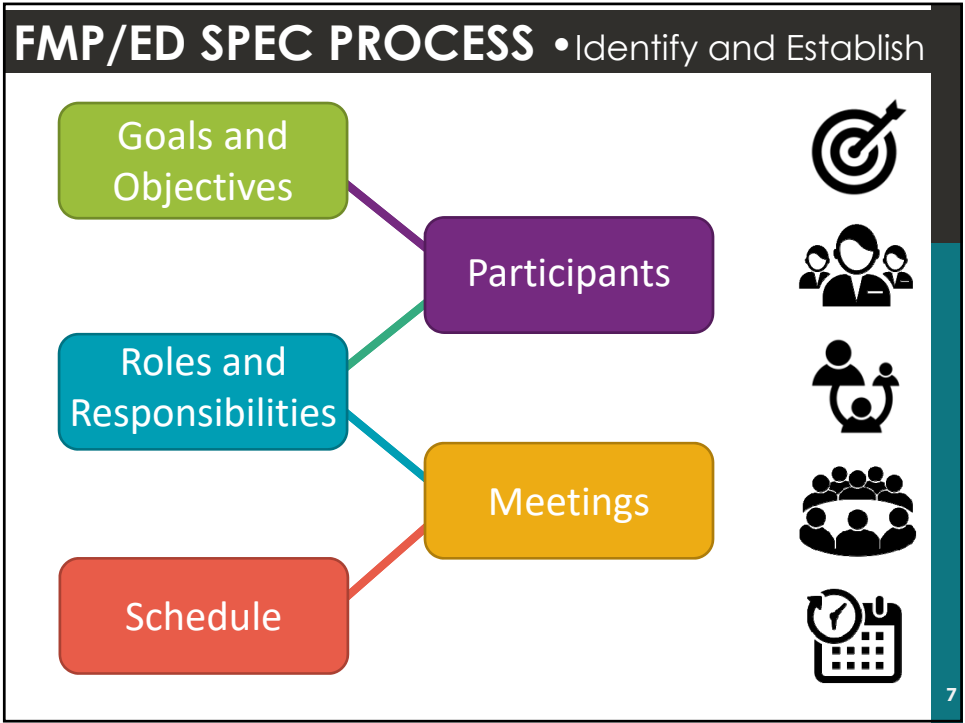 FMP/ED SPEC PROCESS •Identify and Establish
Goals and
Objectives
Participants
Roles and
Responsibilities
Meetings
Schedule
7